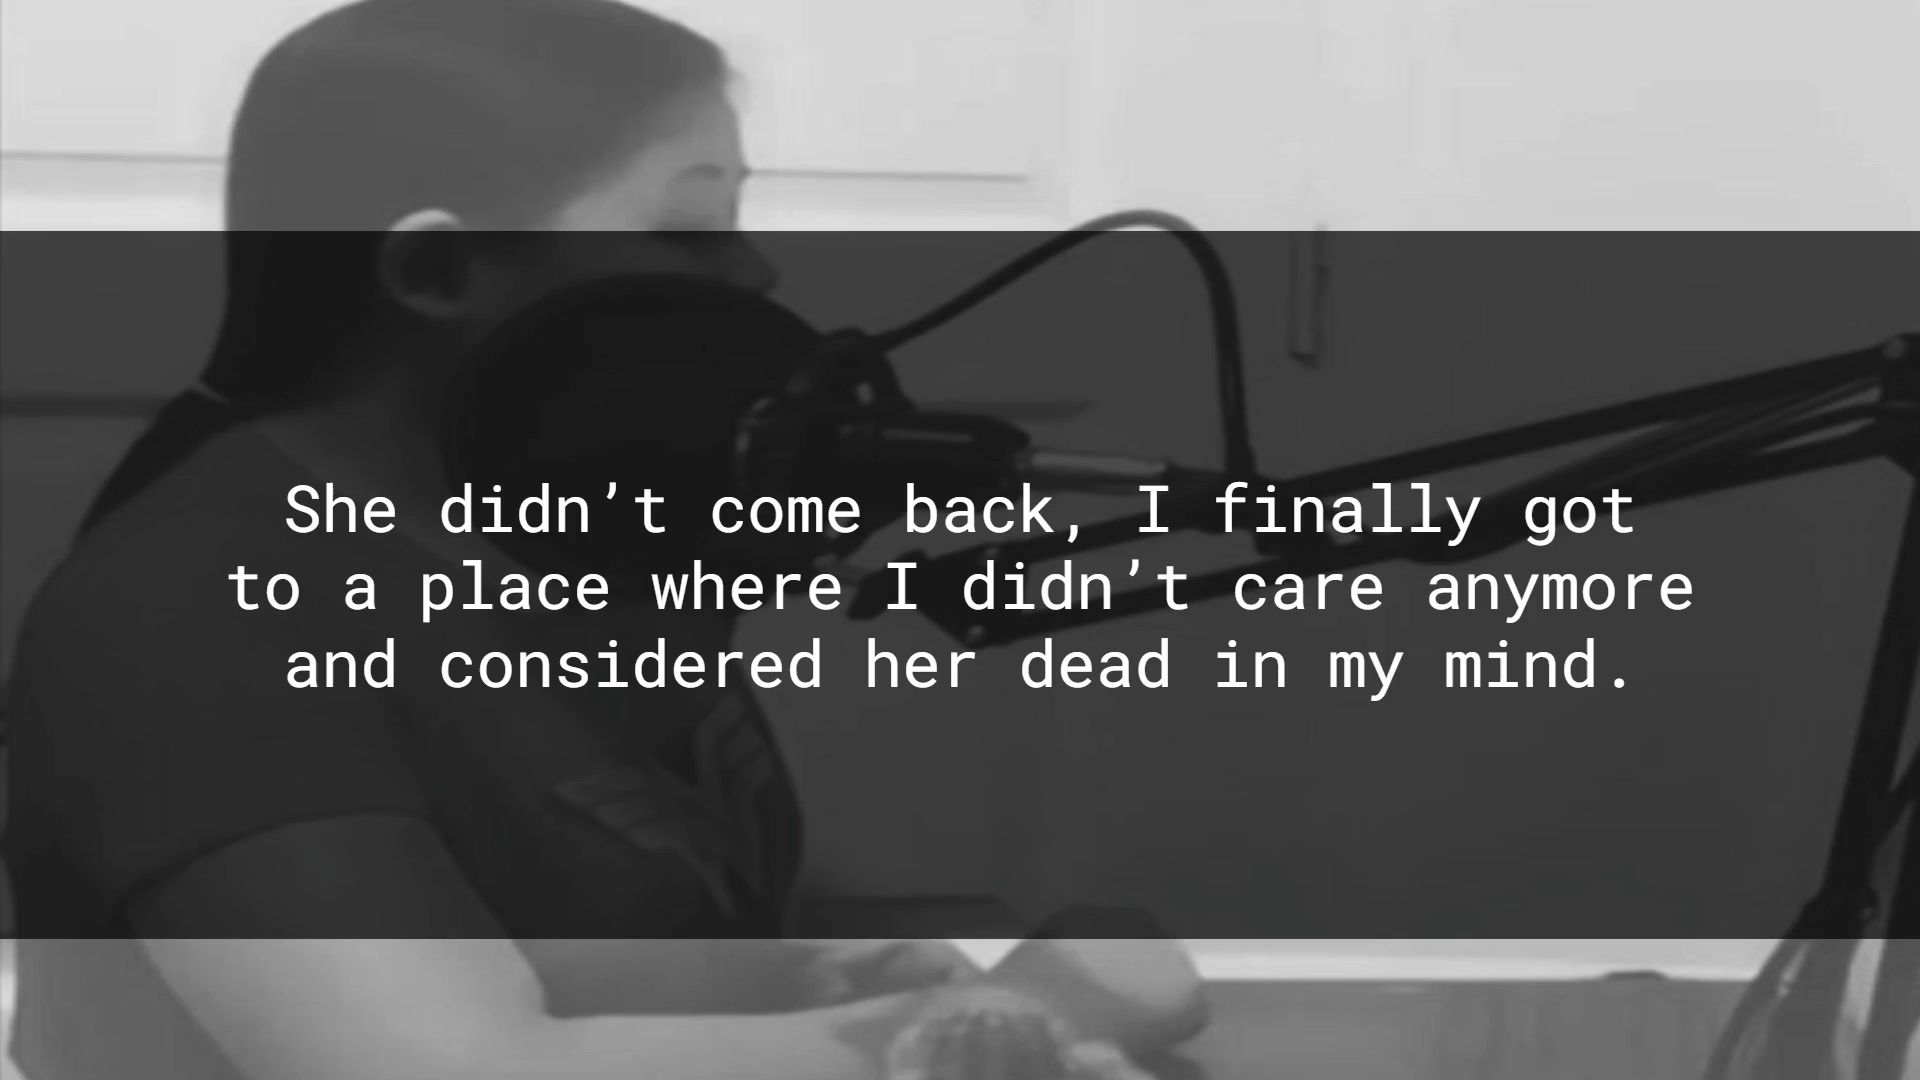 She didn’t come back, I finally got
to a place where I didn’t care anymore
and considered her dead in my mind.